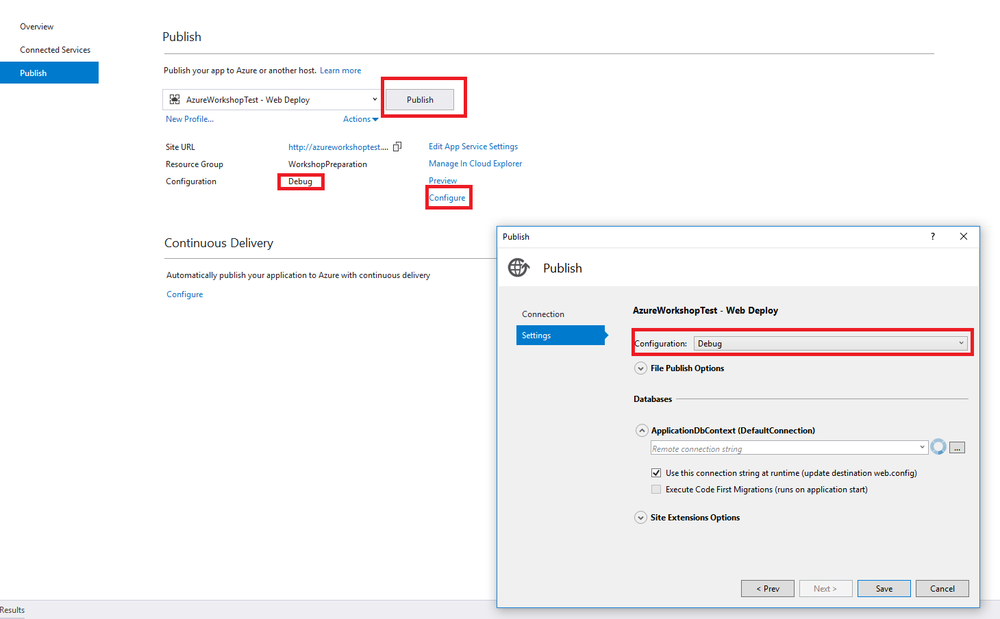 Overview
Connected Services
Publish
Publish
Publish your app to Azure or another host. Learn more
AzureWorkshopTest - Web Deploy
Publish
New Profile...
Actions
Site URL
http://azureworkshoptest....
Edit App Service Settings
Resource Group
WorkshopPreparation
Manage In Cloud Explorer
Configuration
Debug
Preview
Configure
Continuous Delivery
Automatically publish your application to Azure with continuous delivery
Configure
Publish
?
Publish
Connection
Settings
AzureWorkshopTest - Web Deploy
Configuration: Debug
File Publish Options
Databases
ApplicationDbContext (DefaultConnection)
Remote connection string
...
Use this connection string at runtime (update destination web.config)
Execute Code First Migrations (runs on application start)
Site Extensions Options
< Prev
Next >
Save
Cancel
Results